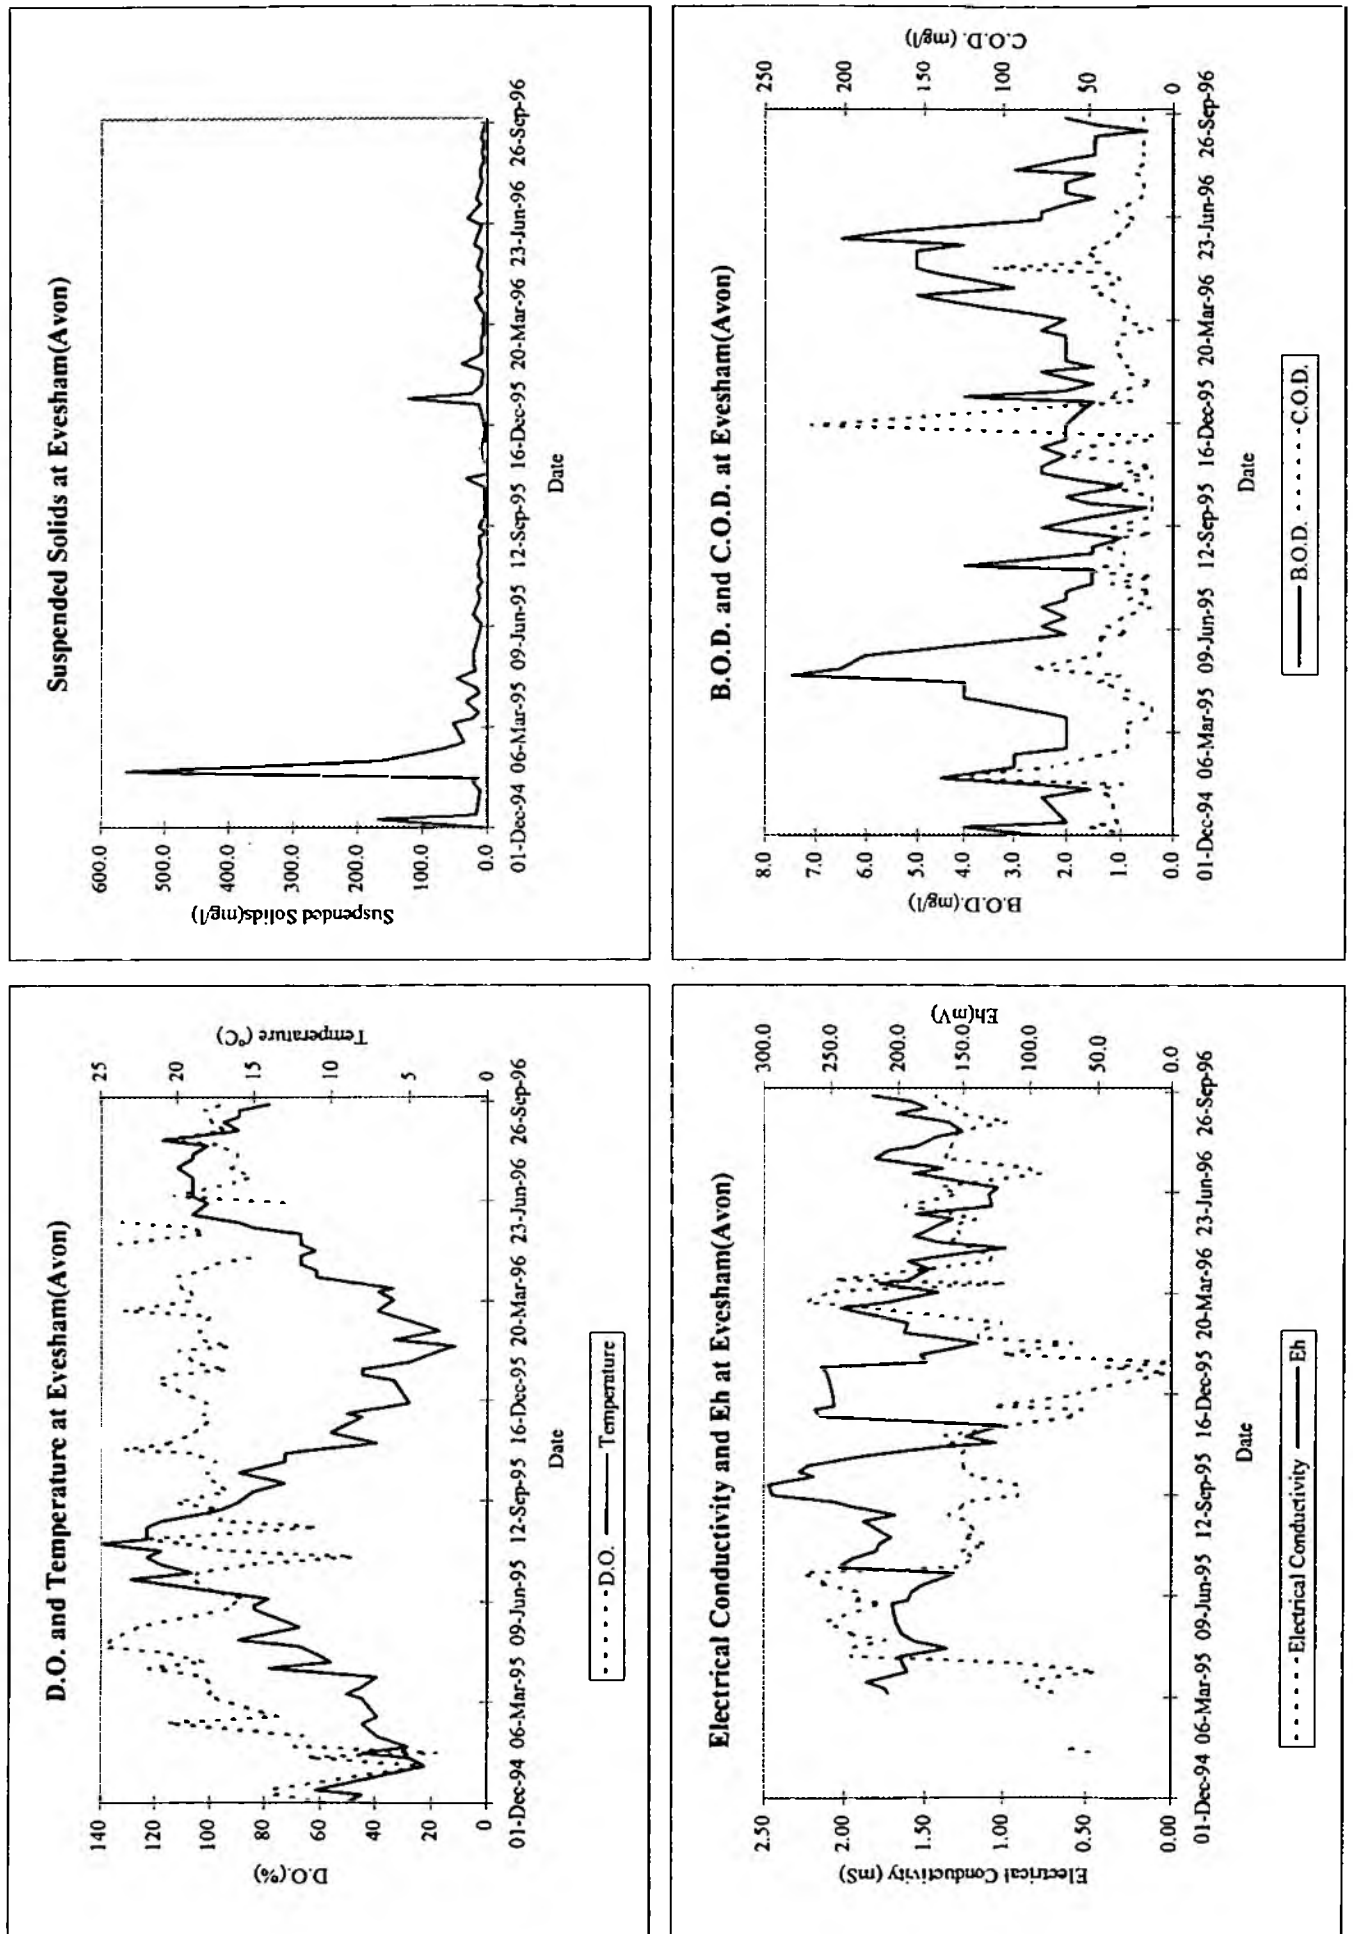 D.O. and Temperature at Evesham(Avon)
D.O.(%)
140
120
100
80
60
40
20
0
Temperature (°C)
25
20
15
10
5
0
01-Dec-94 06-Mar-95 09-Jun-95 12-Sep-95 16-Dec-95 20-Mar-96 23-Jun-96 26-Sep-96
Date
D.O. Temperature
Suspended Solids at Evesham(Avon)
Suspended Solids(mg/l)
600.0
500.0
400.0
300.0
200.0
100.0
0.0
01-Dec-94 06-Mar-95 09-Jun-95 12-Sep-95 16-Dec-95 20-Mar-96 23-Jun-96 26-Sep-96
Date
Electrical Conductivity and Eh at Evesham(Avon)
Electrical Conductivity (mS)
2.50
2.00
1.50
1.00
0.50
0.00
Eh(mV)
300.0
250.0
200.0
150.0
100.0
50.0
0.0
01-Dec-94 06-Mar-95 09-Jun-95 12-Sep-95 16-Dec-95 20-Mar-96 23-Jun-96 26-Sep-96
Date
Electrical Conductivity Eh
B.O.D. and C.O.D. at Evesham(Avon)
B.O.D.(mg/l)
8.0
7.0
6.0
5.0
4.0
3.0
2.0
1.0
0.0
C.O.D. (mg/l)
250
200
150
100
50
0
01-Dec-94 06-Mar-95 09-Jun-95 12-Sep-95 16-Dec-95 20-Mar-96 23-Jun-96 26-Sep-96
Date
B.O.D. C.O.D.